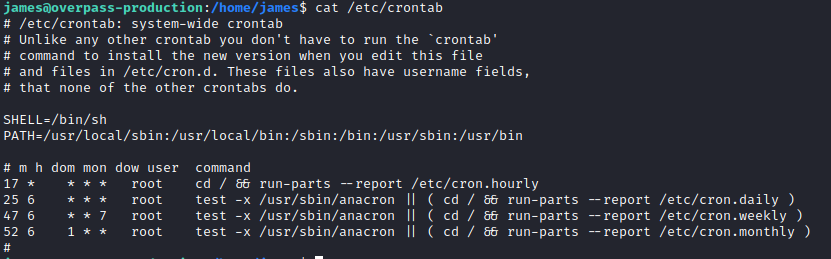 james@overpass-production:/home/james$ cat /etc/crontab
# /etc/crontab: system-wide crontab
# Unlike any other crontab you don't have to run the `crontab'
# command to install the new version when you edit this file
# and files in /etc/cron.d. These files also have username fields,
# that none of the other crontabs do.

SHELL=/bin/sh
PATH=/usr/local/sbin:/usr/local/bin:/sbin:/bin:/usr/sbin:/usr/bin

# m h dom mon dow user  command
17 *    * * *   root    cd / && run-parts --report /etc/cron.hourly
25 6    * * *   root    test -x /usr/sbin/anacron || ( cd / && run-parts --report /etc/cron.daily )
47 6    * * 7   root    test -x /usr/sbin/anacron || ( cd / && run-parts --report /etc/cron.weekly )
52 6    1 * *   root    test -x /usr/sbin/anacron || ( cd / && run-parts --report /etc/cron.monthly )
#